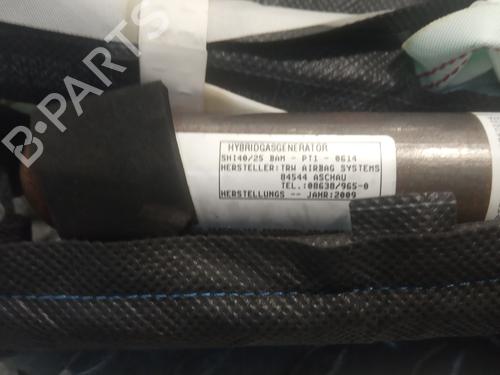 HYBRIDGASGENERATOR
SHI40/25 BAM - PT1 - 0614
HERSTELLER:TRW AIRBAG SYSTEMS
84544 ASCHAU
TEL.:08638/965-0
HERSTELLUNGS -- JAHR:2009
B-PARTS